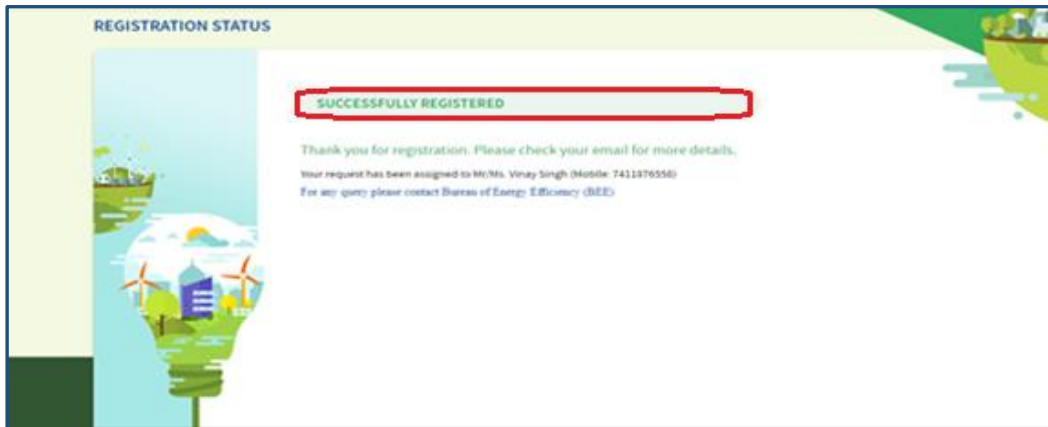 REGISTRATION STATUS
SUCCESSFULLY REGISTERED
Thank you for registration. Please check your email for more details.
Your request has been assigned to Mr/Ms. Vinay Singh (Mobile: 7411876556)
For any query please contact Bureau of Energy Efficiency (BEE)